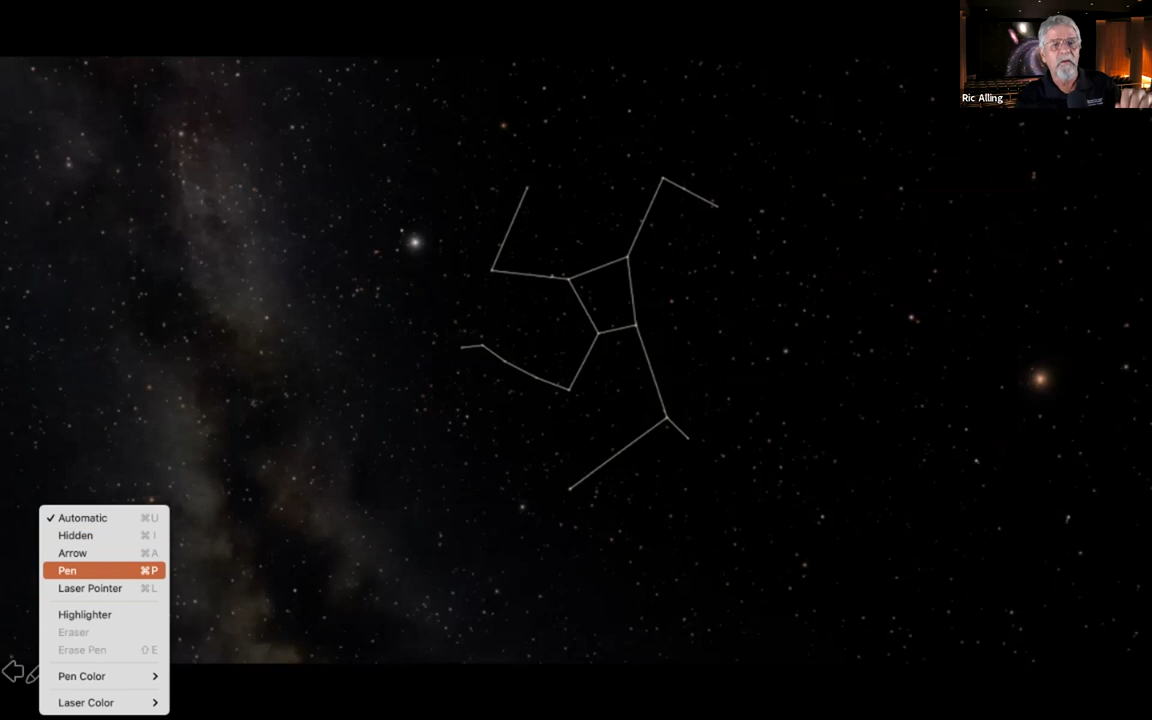 Ric Alling
✓ Automatic ⌘U
Hidden ⌘I
Arrow ⌘A
Pen ⌘P
Laser Pointer ⌘L
Highlighter
Eraser
Erase Pen ⇧E
Pen Color >
Laser Color >